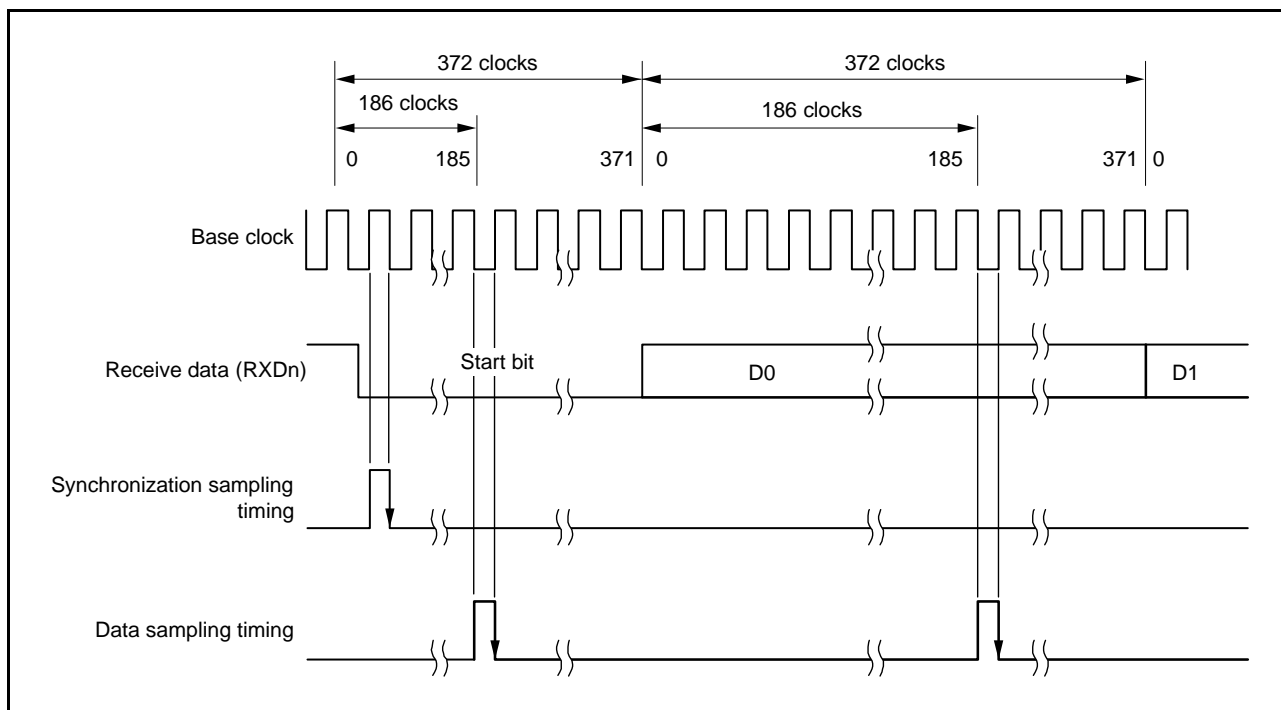 372 clocks
372 clocks
186 clocks
186 clocks
0
185
371
0
185
371
0
Base clock
Receive data (RXDn)
Start bit
D0
D1
Synchronization sampling
timing
Data sampling timing